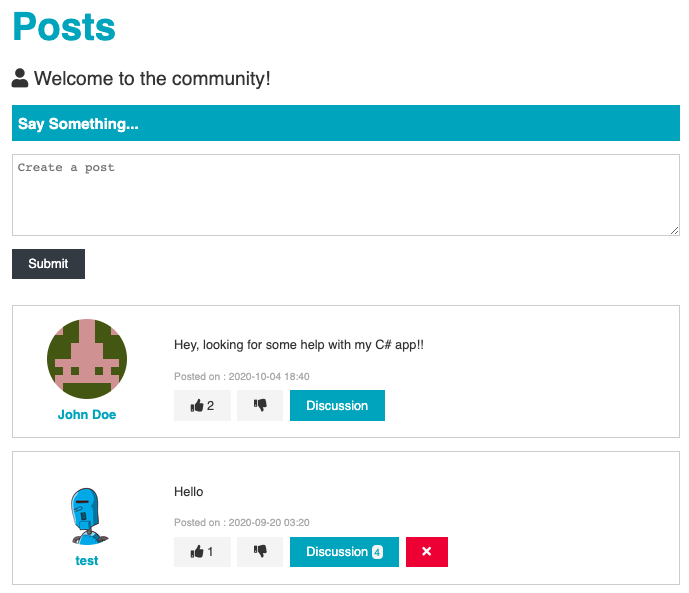 Posts
Welcome to the community!
Say Something...
Create a post
Submit
Hey, looking for some help with my C# app!!
Posted on : 2020-10-04 18:40
2
Discussion
John Doe
Hello
Posted on : 2020-09-20 03:20
1
Discussion 4
test